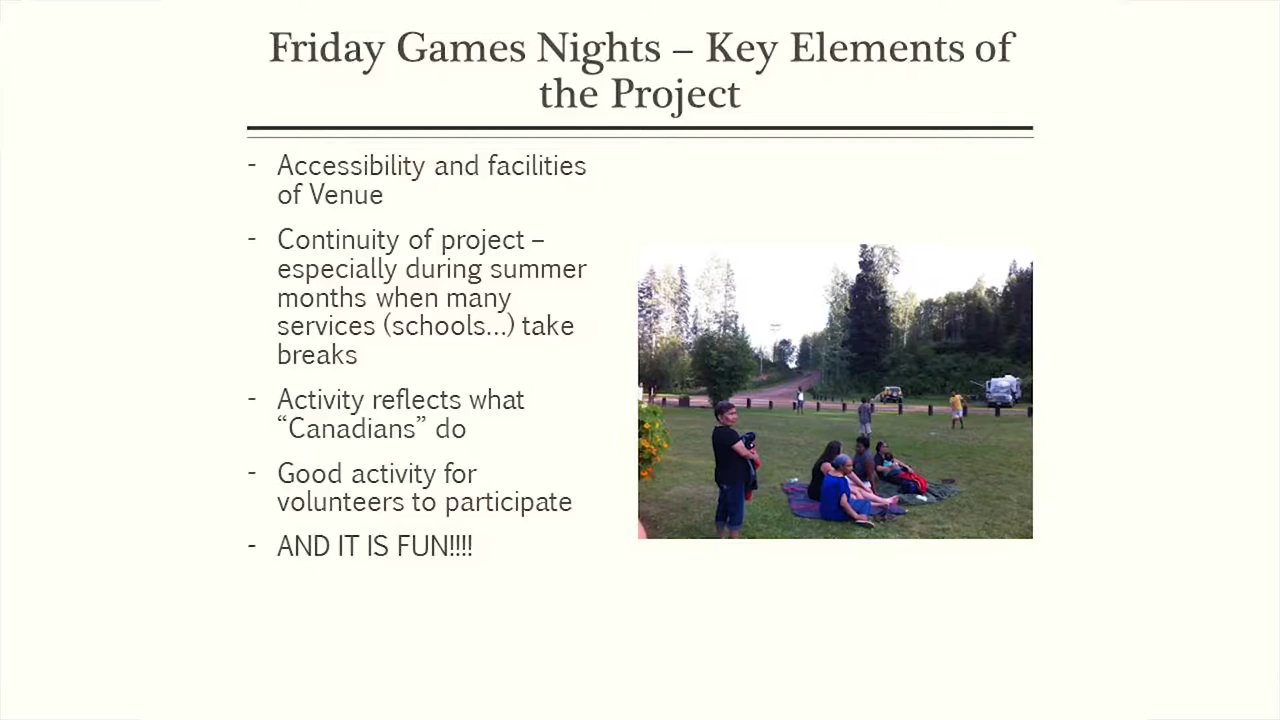 Friday Games Nights – Key Elements of
the Project
- Accessibility and facilities
of Venue
- Continuity of project –
especially during summer
months when many
services (schools...) take
breaks
- Activity reflects what
“Canadians” do
- Good activity for
volunteers to participate
- AND IT IS FUN!!!!